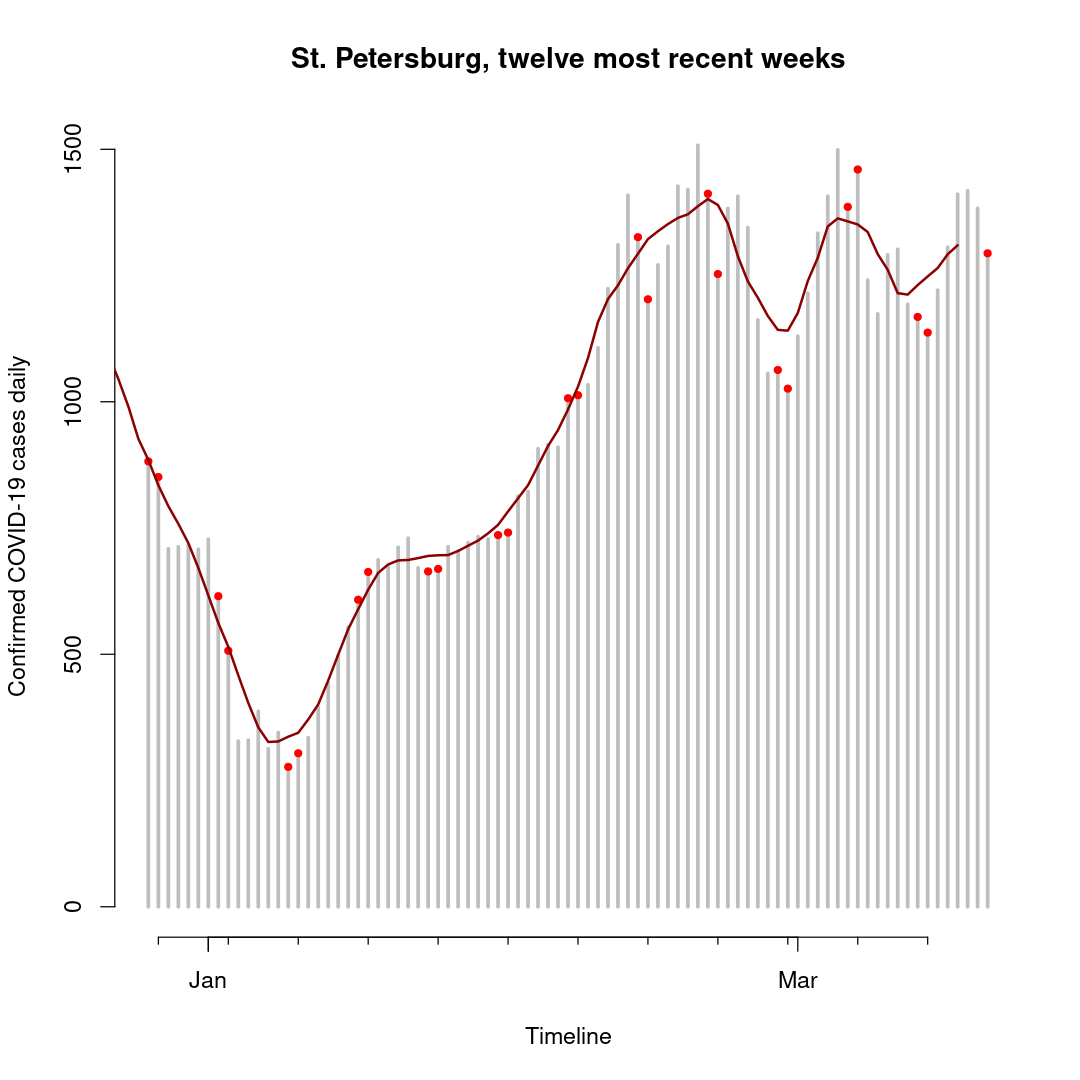 St. Petersburg, twelve most recent weeks
Confirmed COVID-19 cases daily
1500
1000
500
0
Jan
Mar
Timeline